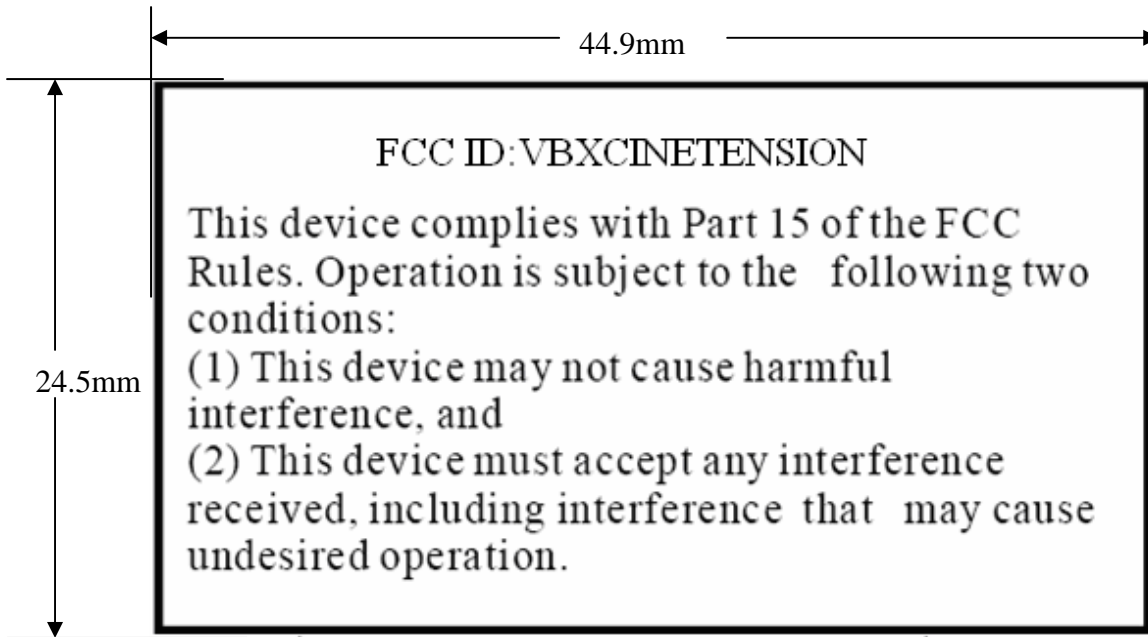 44.9mm
FCC ID:VBXCINETENSION
This device complies with Part 15 of the FCC
Rules. Operation is subject to the following two
conditions:
(1) This device may not cause harmful
24.5mm
interference, and
(2) This device must accept any interference
received, including interference that may cause
undesired operation.